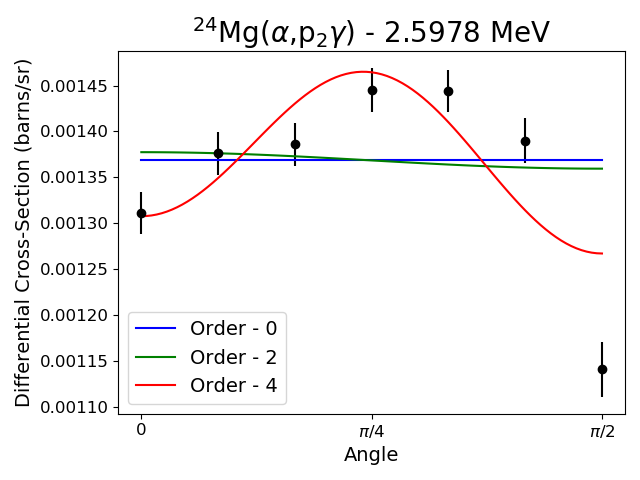 ²⁴Mg(α,p₂γ) - 2.5978 MeV
Differential Cross-Section (barns/sr)
0.00145
0.00140
0.00135
0.00130
0.00125
0.00120
0.00115
0.00110
Order - 0
Order - 2
Order - 4
0 π/4 π/2
Angle